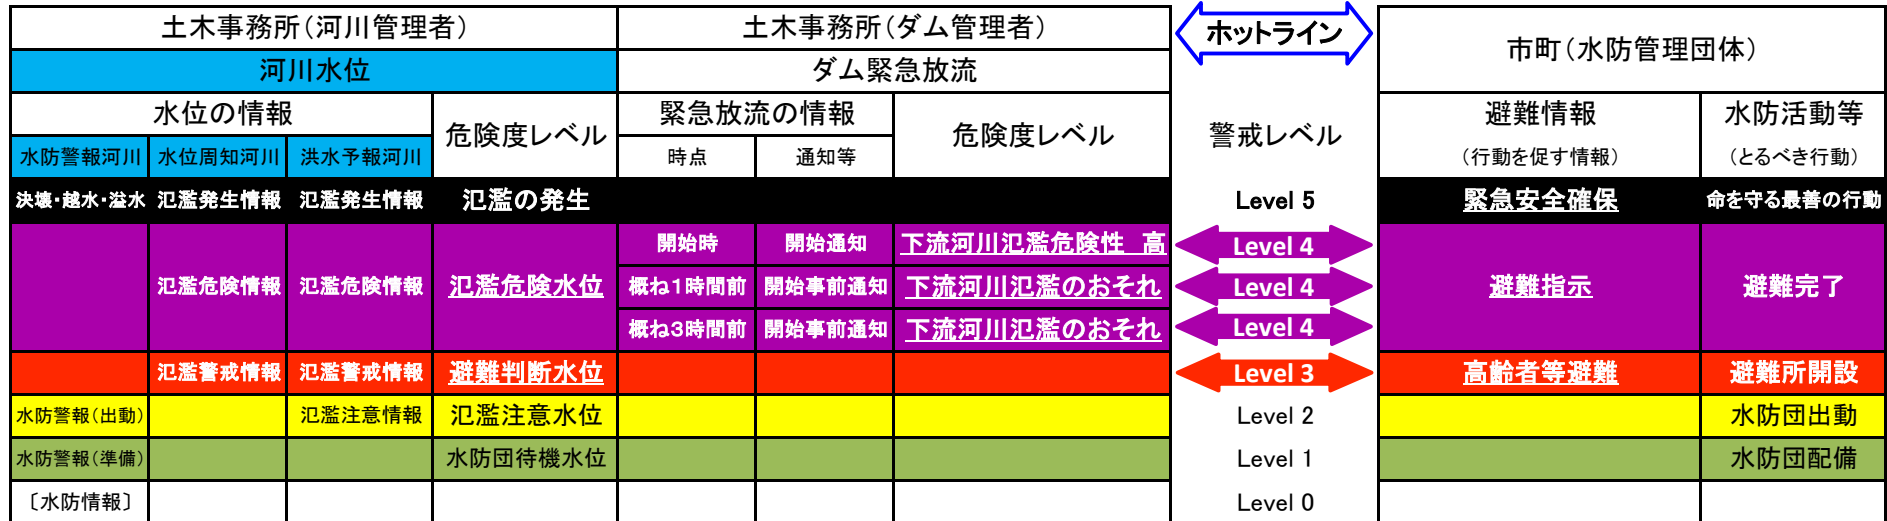 土木事務所（河川管理者） 土木事務所（ダム管理者） ホットライン 市町（水防管理団体）
河川水位 ダム緊急放流
水位の情報 危険度レベル 緊急放流の情報 危険度レベル 警戒レベル 避難情報 水防活動等
水防警報河川 水位周知河川 洪水予報河川 時点 通知等 （行動を促す情報） （とるべき行動）
決壊・越水・溢水 氾濫発生情報 氾濫発生情報 氾濫の発生 Level 5 緊急安全確保 命を守る最善の行動
開始時 開始通知 下流河川氾濫危険性 高 Level 4
氾濫危険情報 氾濫危険情報 氾濫危険水位 概ね1時間前 開始事前通知 下流河川氾濫のおそれ Level 4 避難指示 避難完了
概ね3時間前 開始事前通知 下流河川氾濫のおそれ Level 4
氾濫警戒情報 氾濫警戒情報 避難判断水位 Level 3 高齢者等避難 避難所開設
水防警報（出動） 氾濫注意情報 氾濫注意水位 Level 2 水防団出動
水防警報（準備） 水防団待機水位 Level 1 水防団配備
〔水防情報〕 Level 0